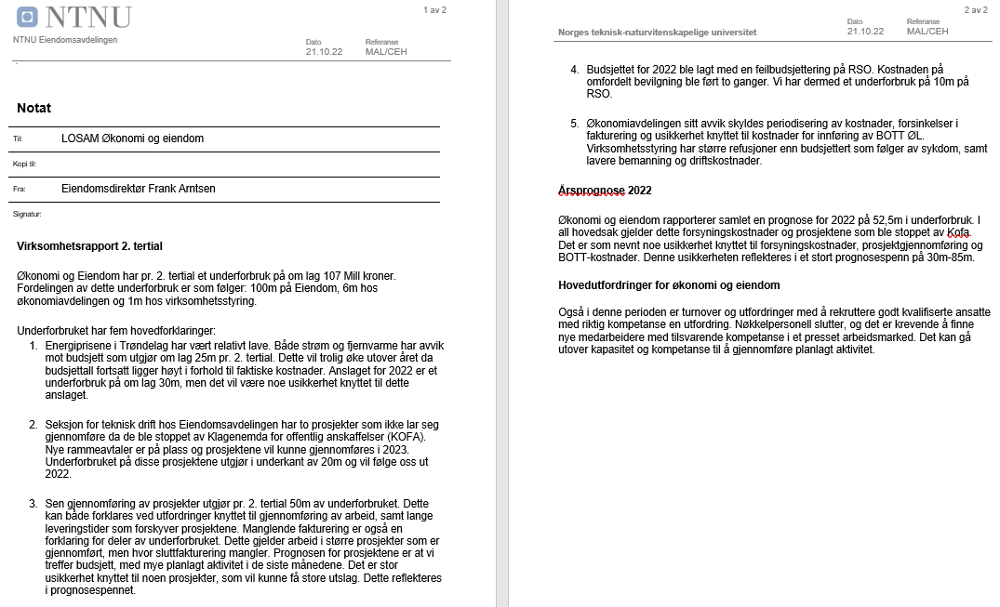 NTNU
1 av 2
NTNU Eiendomsavdelingen
Dato
Referanse
21.10.22
MAL/CEH
Notat
Til:
LOSAM Økonomi og eiendom
Kopi til:
Fra:
Eiendomsdirektør Frank Arntsen
Signatur:
Virksomhetsrapport 2. tertial
Økonomi og Eiendom har pr. 2. tertial et underforbruk på om lag 107 Mill kroner.
Fordelingen av dette underforbruk er som følger: 100m på Eiendom, 6m hos
økonomiavdelingen og 1m hos virksomhetsstyring.
Underforbruket har fem hovedforklaringer:
1. Energiprisene i Trøndelag har vært relativt lave. Både strøm og fjernvarme har avvik
mot budsjett som utgjør om lag 25m pr. 2. tertial. Dette vil trolig øke utover året da
budsjettall fortsatt ligger høyt i forhold til faktiske kostnader. Anslaget for 2022 er et
underforbruk på om lag 30m, men det vil være noe usikkerhet knyttet til dette
anslaget.
2. Seksjon for teknisk drift hos Eiendomsavdelingen har to prosjekter som ikke lar seg
gjennomføre da de ble stoppet av Klagenemda for offentlig anskaffelser (KOFA).
Nye rammeavtaler er på plass og prosjektene vil kunne gjennomføres i 2023.
Underforbruket på disse prosjektene utgjør i underkant av 20m og vil følge oss ut
2022.
3. Sen gjennomføring av prosjekter utgjør pr. 2. tertial 50m av underforbruket. Dette
kan både forklares ved utfordringer knyttet til gjennomføring av arbeid, samt lange
leveringstider som forskyver prosjektene. Manglende fakturering er også en
forklaring for deler av underforbruket. Dette gjelder arbeid i større prosjekter som er
gjennomført, men hvor sluttfakturering mangler. Prognosen for prosjektene er at vi
treffer budsjett, med mye planlagt aktivitet i de siste månedene. Det er stor
usikkerhet knyttet til noen prosjekter, som vil kunne få store utslag. Dette reflekteres
i prognosespennet.
2 av 2
Norges teknisk-naturvitenskapelige universitet
Dato
Referanse
21.10.22
MAL/CEH
4. Budsjettet for 2022 ble lagt med en feilbudsjettering på RSO. Kostnaden på
omfordelt bevilgning ble ført to ganger. Vi har dermed et underforbruk på 10m på
RSO.
5. Økonomiavdelingen sitt avvik skyldes periodisering av kostnader, forsinkelser i
fakturering og usikkerhet knyttet til kostnader for innføring av BOTT ØL.
Virksomhetsstyring har større refusjoner enn budsjettert som følger av sykdom, samt
lavere bemanning og driftskostnader.
Årsprognose 2022
Økonomi og eiendom rapporterer samlet en prognose for 2022 på 52,5m i underforbruk. I
all hovedsak gjelder dette forsyningskostnader og prosjektene som ble stoppet av Kofa.
Det er som nevnt noe usikkerhet knyttet til forsyningskostnader, prosjektgjennomføring og
BOTT-kostnader. Denne usikkerheten reflekteres i et stort prognosespenn på 30m-85m.
Hovedutfordringer for økonomi og eiendom
Også i denne perioden er turnover og utfordringer med å rekruttere godt kvalifiserte ansatte
med riktig kompetanse en utfordring. Nøkkelpersonell slutter, og det er krevende å finne
nye medarbeidere med tilsvarende kompetanse i et presset arbeidsmarked. Det kan gå
utover kapasitet og kompetanse til å gjennomføre planlagt aktivitet.